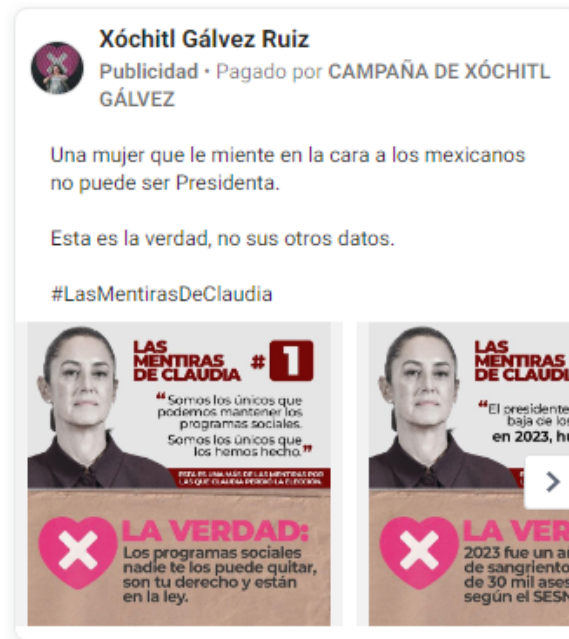 Xóchitl Gálvez Ruiz
Publicidad • Pagado por CAMPAÑA DE XÓCHITL
GÁLVEZ
Una mujer que le miente en la cara a los mexicanos
no puede ser Presidenta.
Esta es la verdad, no sus otros datos.
#LasMentirasDeClaudia
LAS
MENTIRAS
DE CLAUDIA
#1
"Somos los únicos que
podemos mantener los
programas sociales.
Somos los únicos que
los hemos hecho."
ESTA ES UNA MÁS DE LAS MENTIRAS POR
LAS QUE CLAUDIA PERDIÓ LA ELECCIÓN.
LA VERDAD:
Los programas sociales
nadie te los puede quitar,
son tu derecho y están
en la ley.
LAS
MENTIRAS
DE CLAUDI
"El presidente
baja de lo
en 2023, h
LA VER
2023 fue un a
de sangriento
de 30 mil ases
según el SESN